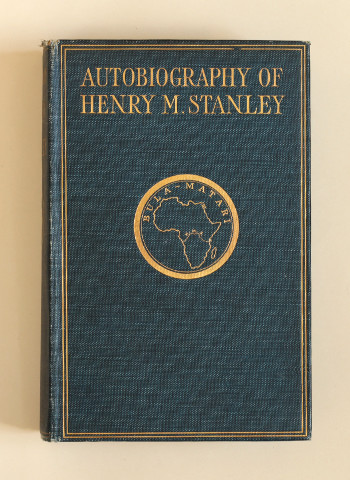 AUTOBIOGRAPHY OF
HENRY M. STANLEY
BULA-MATARI